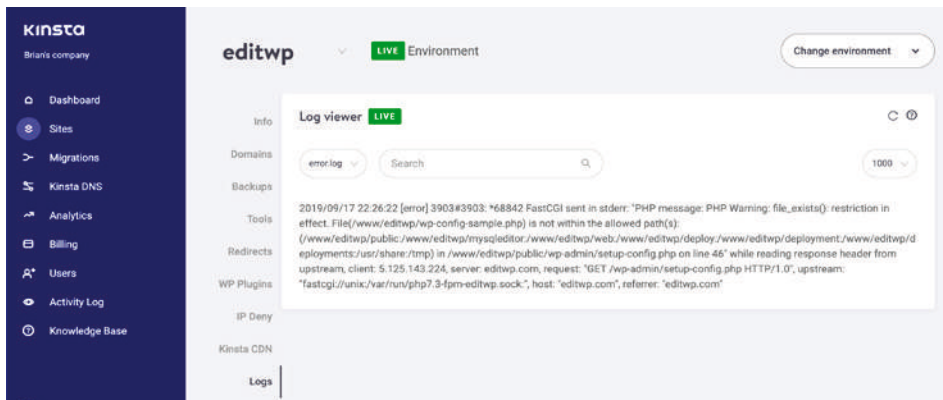 Kinsta
Brian's company
Dashboard
Sites
Migrations
Kinsta DNS
Analytics
Billing
Users
Activity Log
Knowledge Base
editwp
LIVE Environment
Change environment
Info
Domains
Backups
Tools
Redirects
WP Plugins
IP Deny
Kinsta CDN
Logs
Log viewer LIVE
error.log
Search
1000
2019/09/17 22:26:22 [error] 3903#3903: *68842 FastCGI sent in stderr: "PHP message: PHP Warning: file_exists(): restriction in
effect. File(/www/editwp/wp-config-sample.php) is not within the allowed path(s):
(/www/editwp/public:/www/editwp/mysqleditor:/www/editwp/web:/www/editwp/deploy:/www/editwp/deployment:/www/editwp/d
eployments:/usr/share:/tmp) in /www/editwp/public/wp-admin/setup-config.php on line 46" while reading response header from
upstream, client: 5.125.143.224, server: editwp.com, request: "GET /wp-admin/setup-config.php HTTP/1.0", upstream:
"fastcgi://unix:/var/run/php7.3-fpm-editwp.sock:", host: "editwp.com", referrer: "editwp.com"